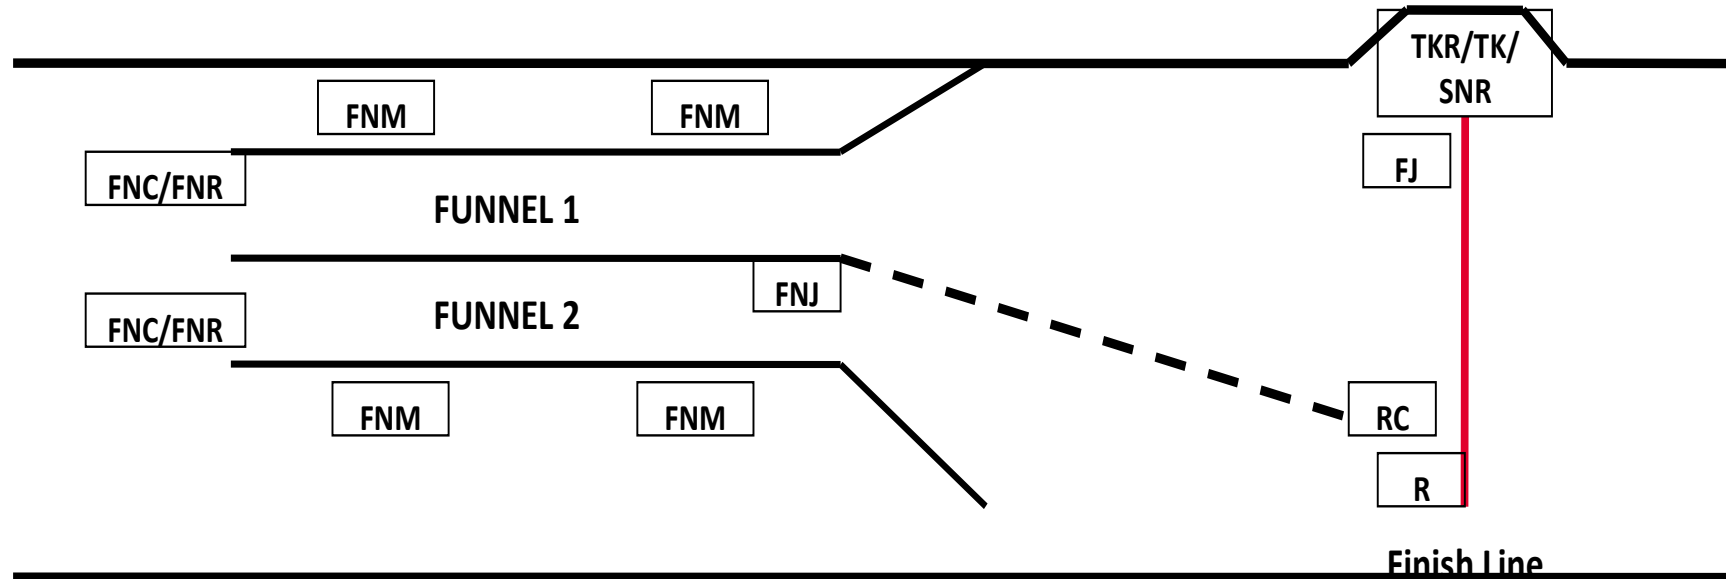 TKR/TK/
SNR
FNM
FNM
FJ
FNC/FNR
FUNNEL 1
FNJ
FNC/FNR
FUNNEL 2
FNM
FNM
RC
R
Finish Line